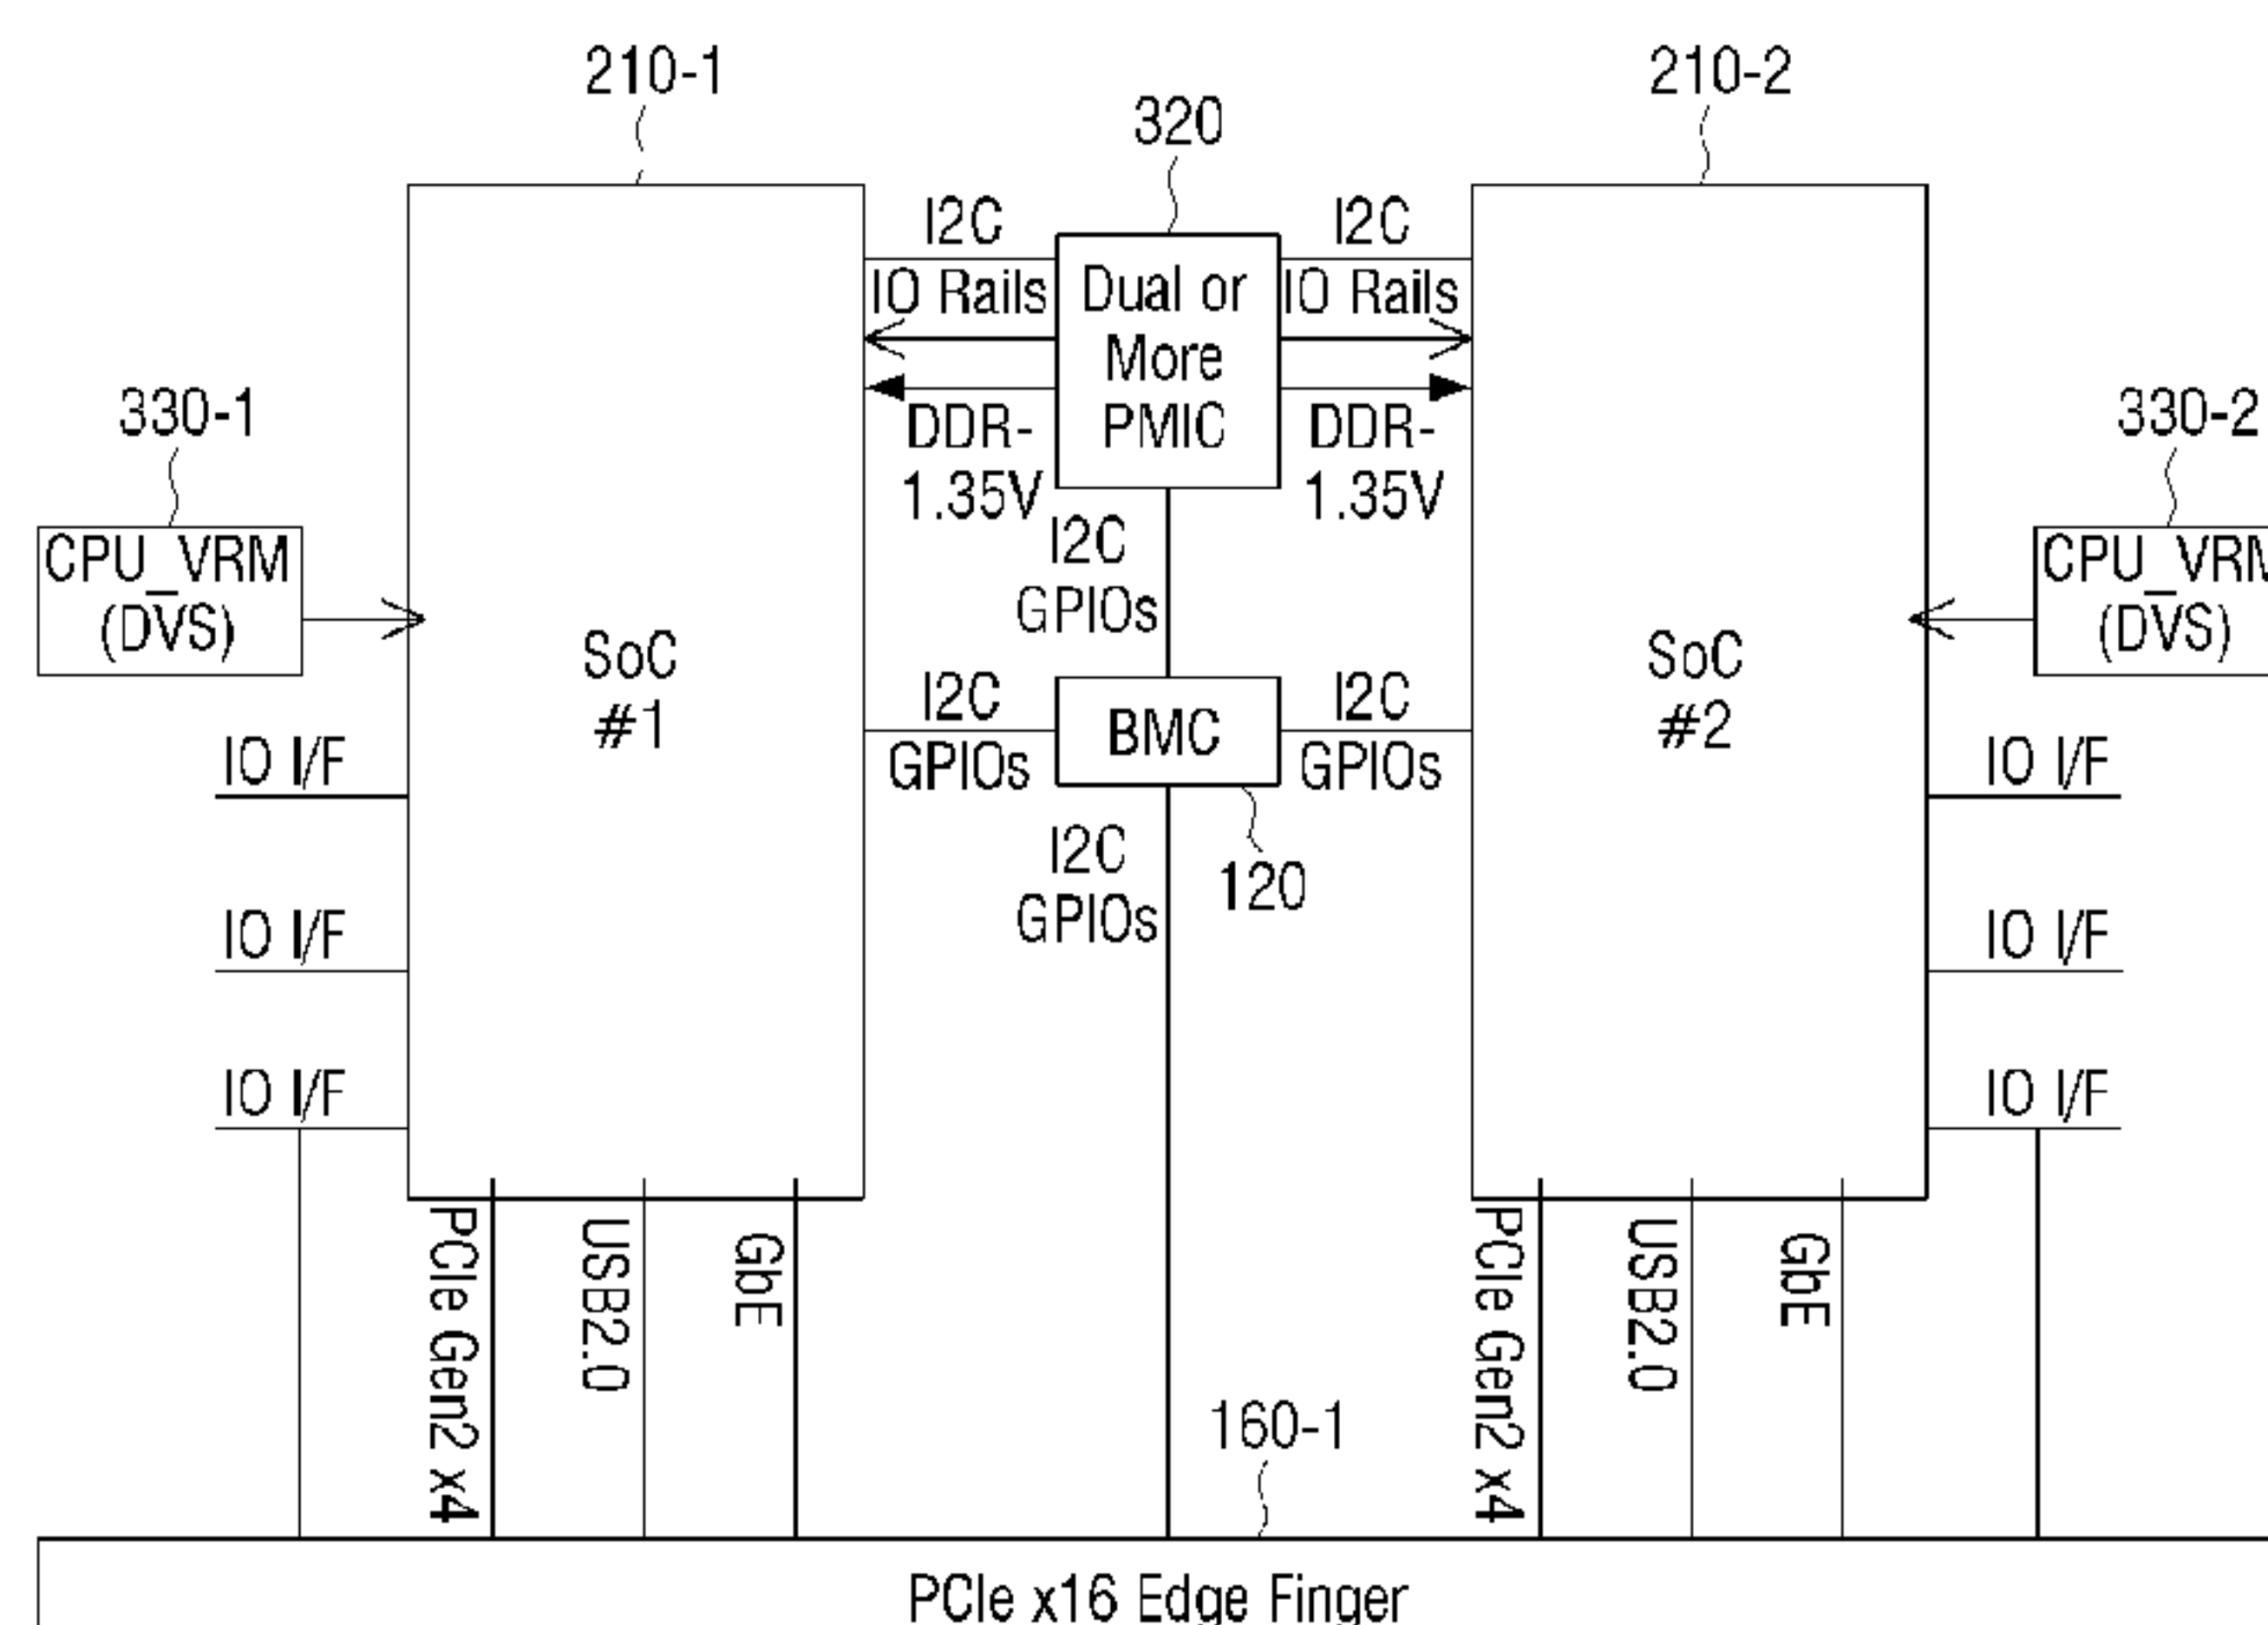 210-1
210-2
320
I2C
I2C
IO Rails
Dual or
More
PMIC
IO Rails
DDR-
1.35V
DDR-
1.35V
330-1
330-2
CPU_VRM
(DVS)
CPU_VRM
(DVS)
I2C
GPIOs
SoC
#1
SoC
#2
I2C
GPIOs
BMC
I2C
GPIOs
120
I2C
GPIOs
IO I/F
IO I/F
IO I/F
IO I/F
IO I/F
IO I/F
PCIe Gen2 x4
USB2.0
GbE
PCIe Gen2 x4
USB2.0
GbE
160-1
PCIe x16 Edge Finger